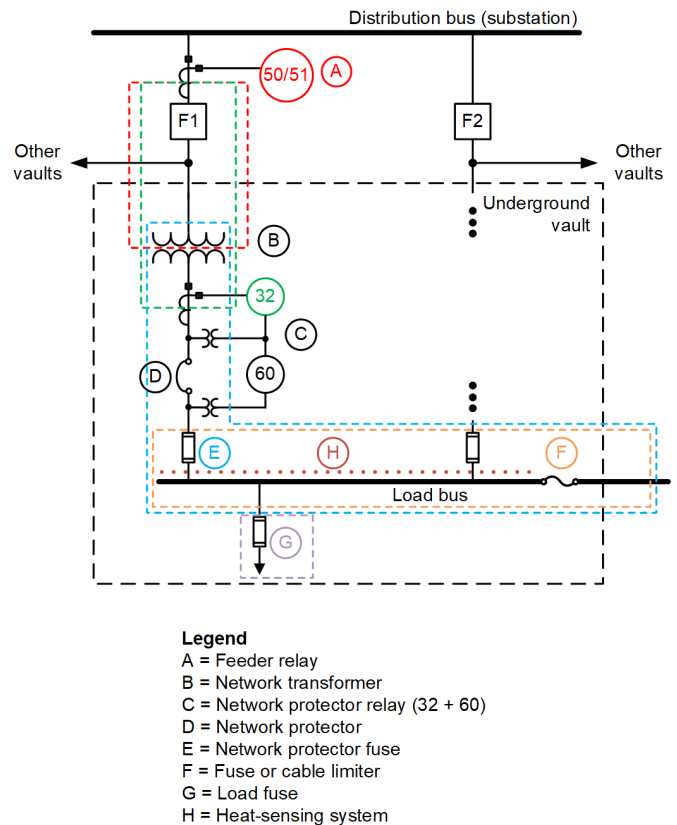 Distribution bus (substation)
50/51
A
F1
F2
Other
vaults
Other
vaults
Underground
vault
B
32
C
D
60
E
H
F
Load bus
G
Legend
A = Feeder relay
B = Network transformer
C = Network protector relay (32 + 60)
D = Network protector
E = Network protector fuse
F = Fuse or cable limiter
G = Load fuse
H = Heat-sensing system